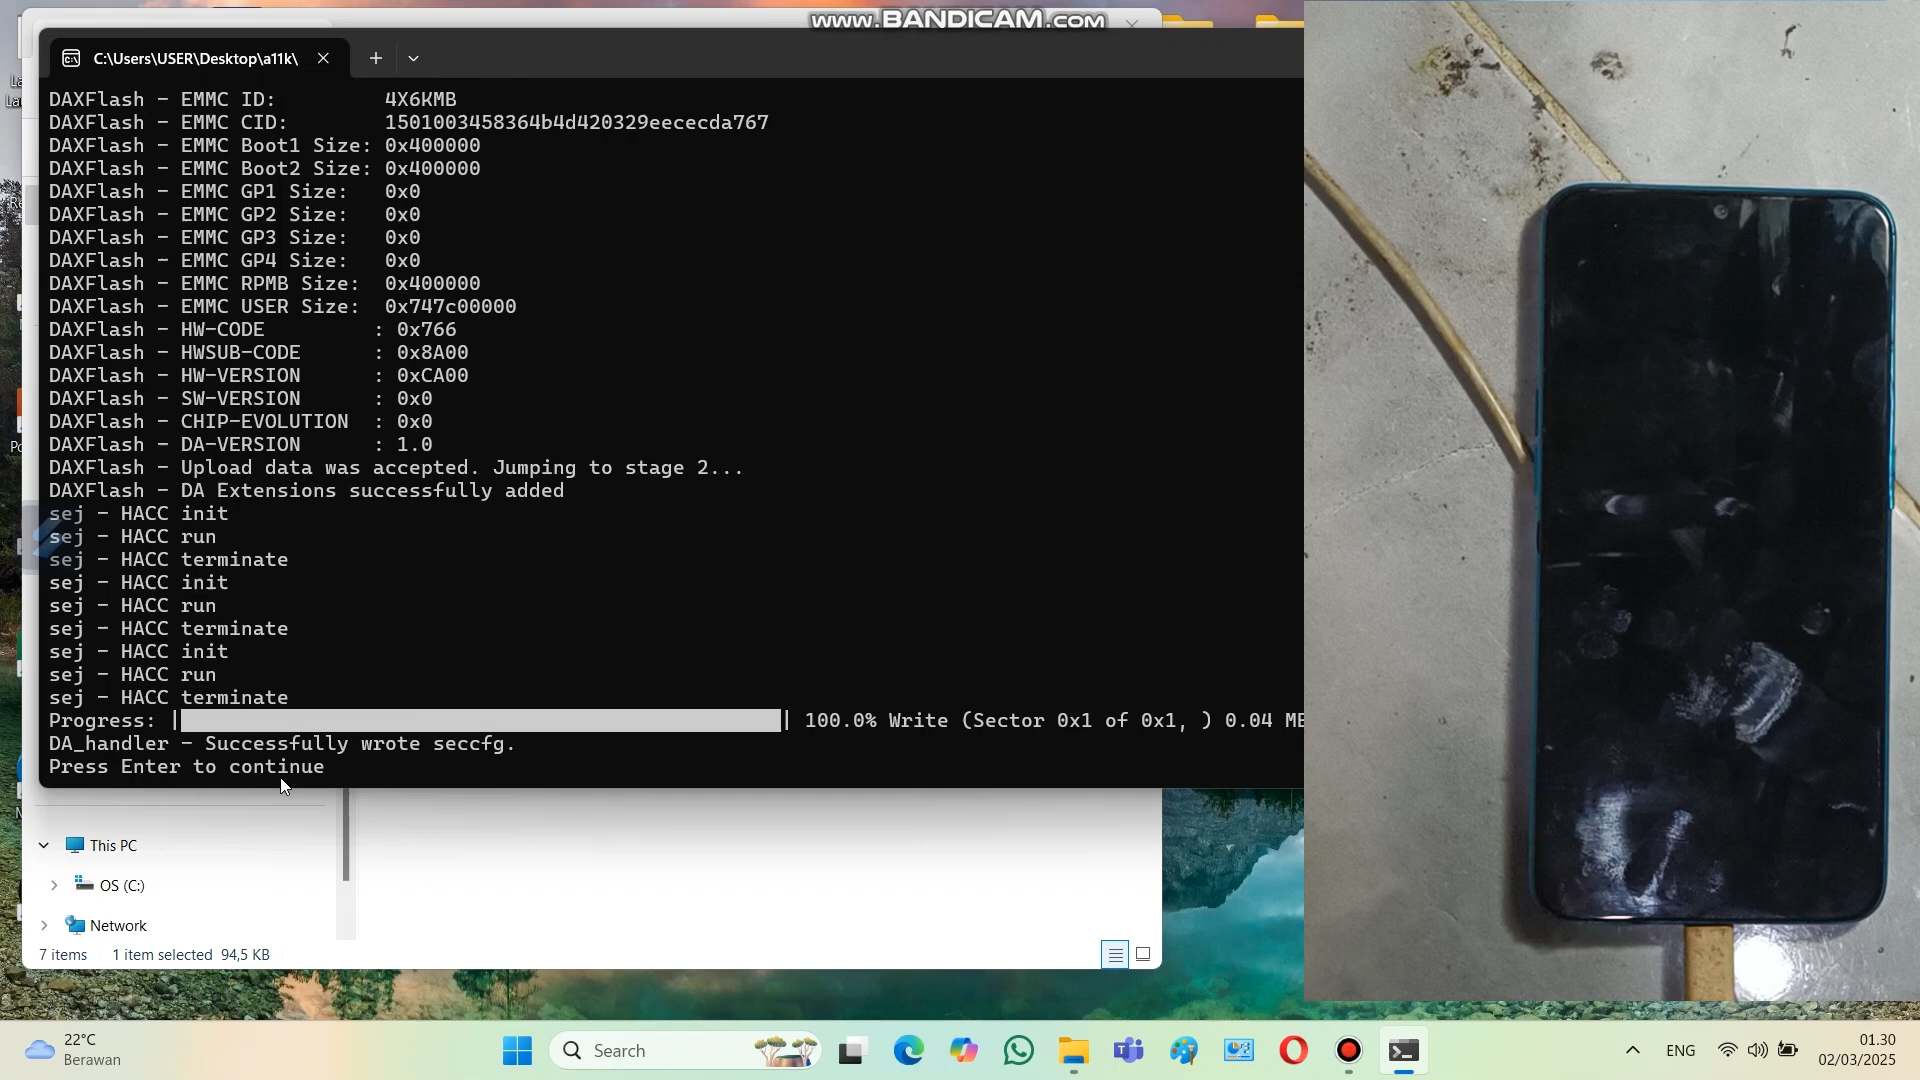 www.BANDICAM.com
C:\Users\USER\Desktop\a11k\
DAXFlash - EMMC ID: 4X6KMB
DAXFlash - EMMC CID: 1501003458364b4d420329eececda767
DAXFlash - EMMC Boot1 Size: 0x400000
DAXFlash - EMMC Boot2 Size: 0x400000
DAXFlash - EMMC GP1 Size: 0x0
DAXFlash - EMMC GP2 Size: 0x0
DAXFlash - EMMC GP3 Size: 0x0
DAXFlash - EMMC GP4 Size: 0x0
DAXFlash - EMMC RPMB Size: 0x400000
DAXFlash - EMMC USER Size: 0x747c00000
DAXFlash - HW-CODE : 0x766
DAXFlash - HWSUB-CODE : 0x8A00
DAXFlash - HW-VERSION : 0xCA00
DAXFlash - SW-VERSION : 0x0
DAXFlash - CHIP-EVOLUTION : 0x0
DAXFlash - DA-VERSION : 1.0
DAXFlash - Upload data was accepted. Jumping to stage 2...
DAXFlash - DA Extensions successfully added
sej - HACC init
sej - HACC run
sej - HACC terminate
sej - HACC init
sej - HACC run
sej - HACC terminate
sej - HACC init
sej - HACC run
sej - HACC terminate
Progress: | | 100.0% Write (Sector 0x1 of 0x1, ) 0.04 MB
DA_handler - Successfully wrote seccfg.
Press Enter to continue
This PC
OS (C:)
Network
7 items 1 item selected 94,5 KB
22°C
Berawan
Search
ENG
01.30
02/03/2025